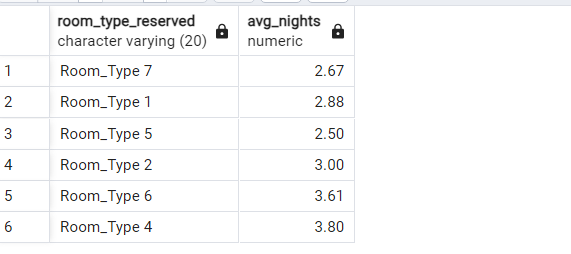 room_type_reserved avg_nights
character varying (20) numeric
1 Room_Type 7 2.67
2 Room_Type 1 2.88
3 Room_Type 5 2.50
4 Room_Type 2 3.00
5 Room_Type 6 3.61
6 Room_Type 4 3.80